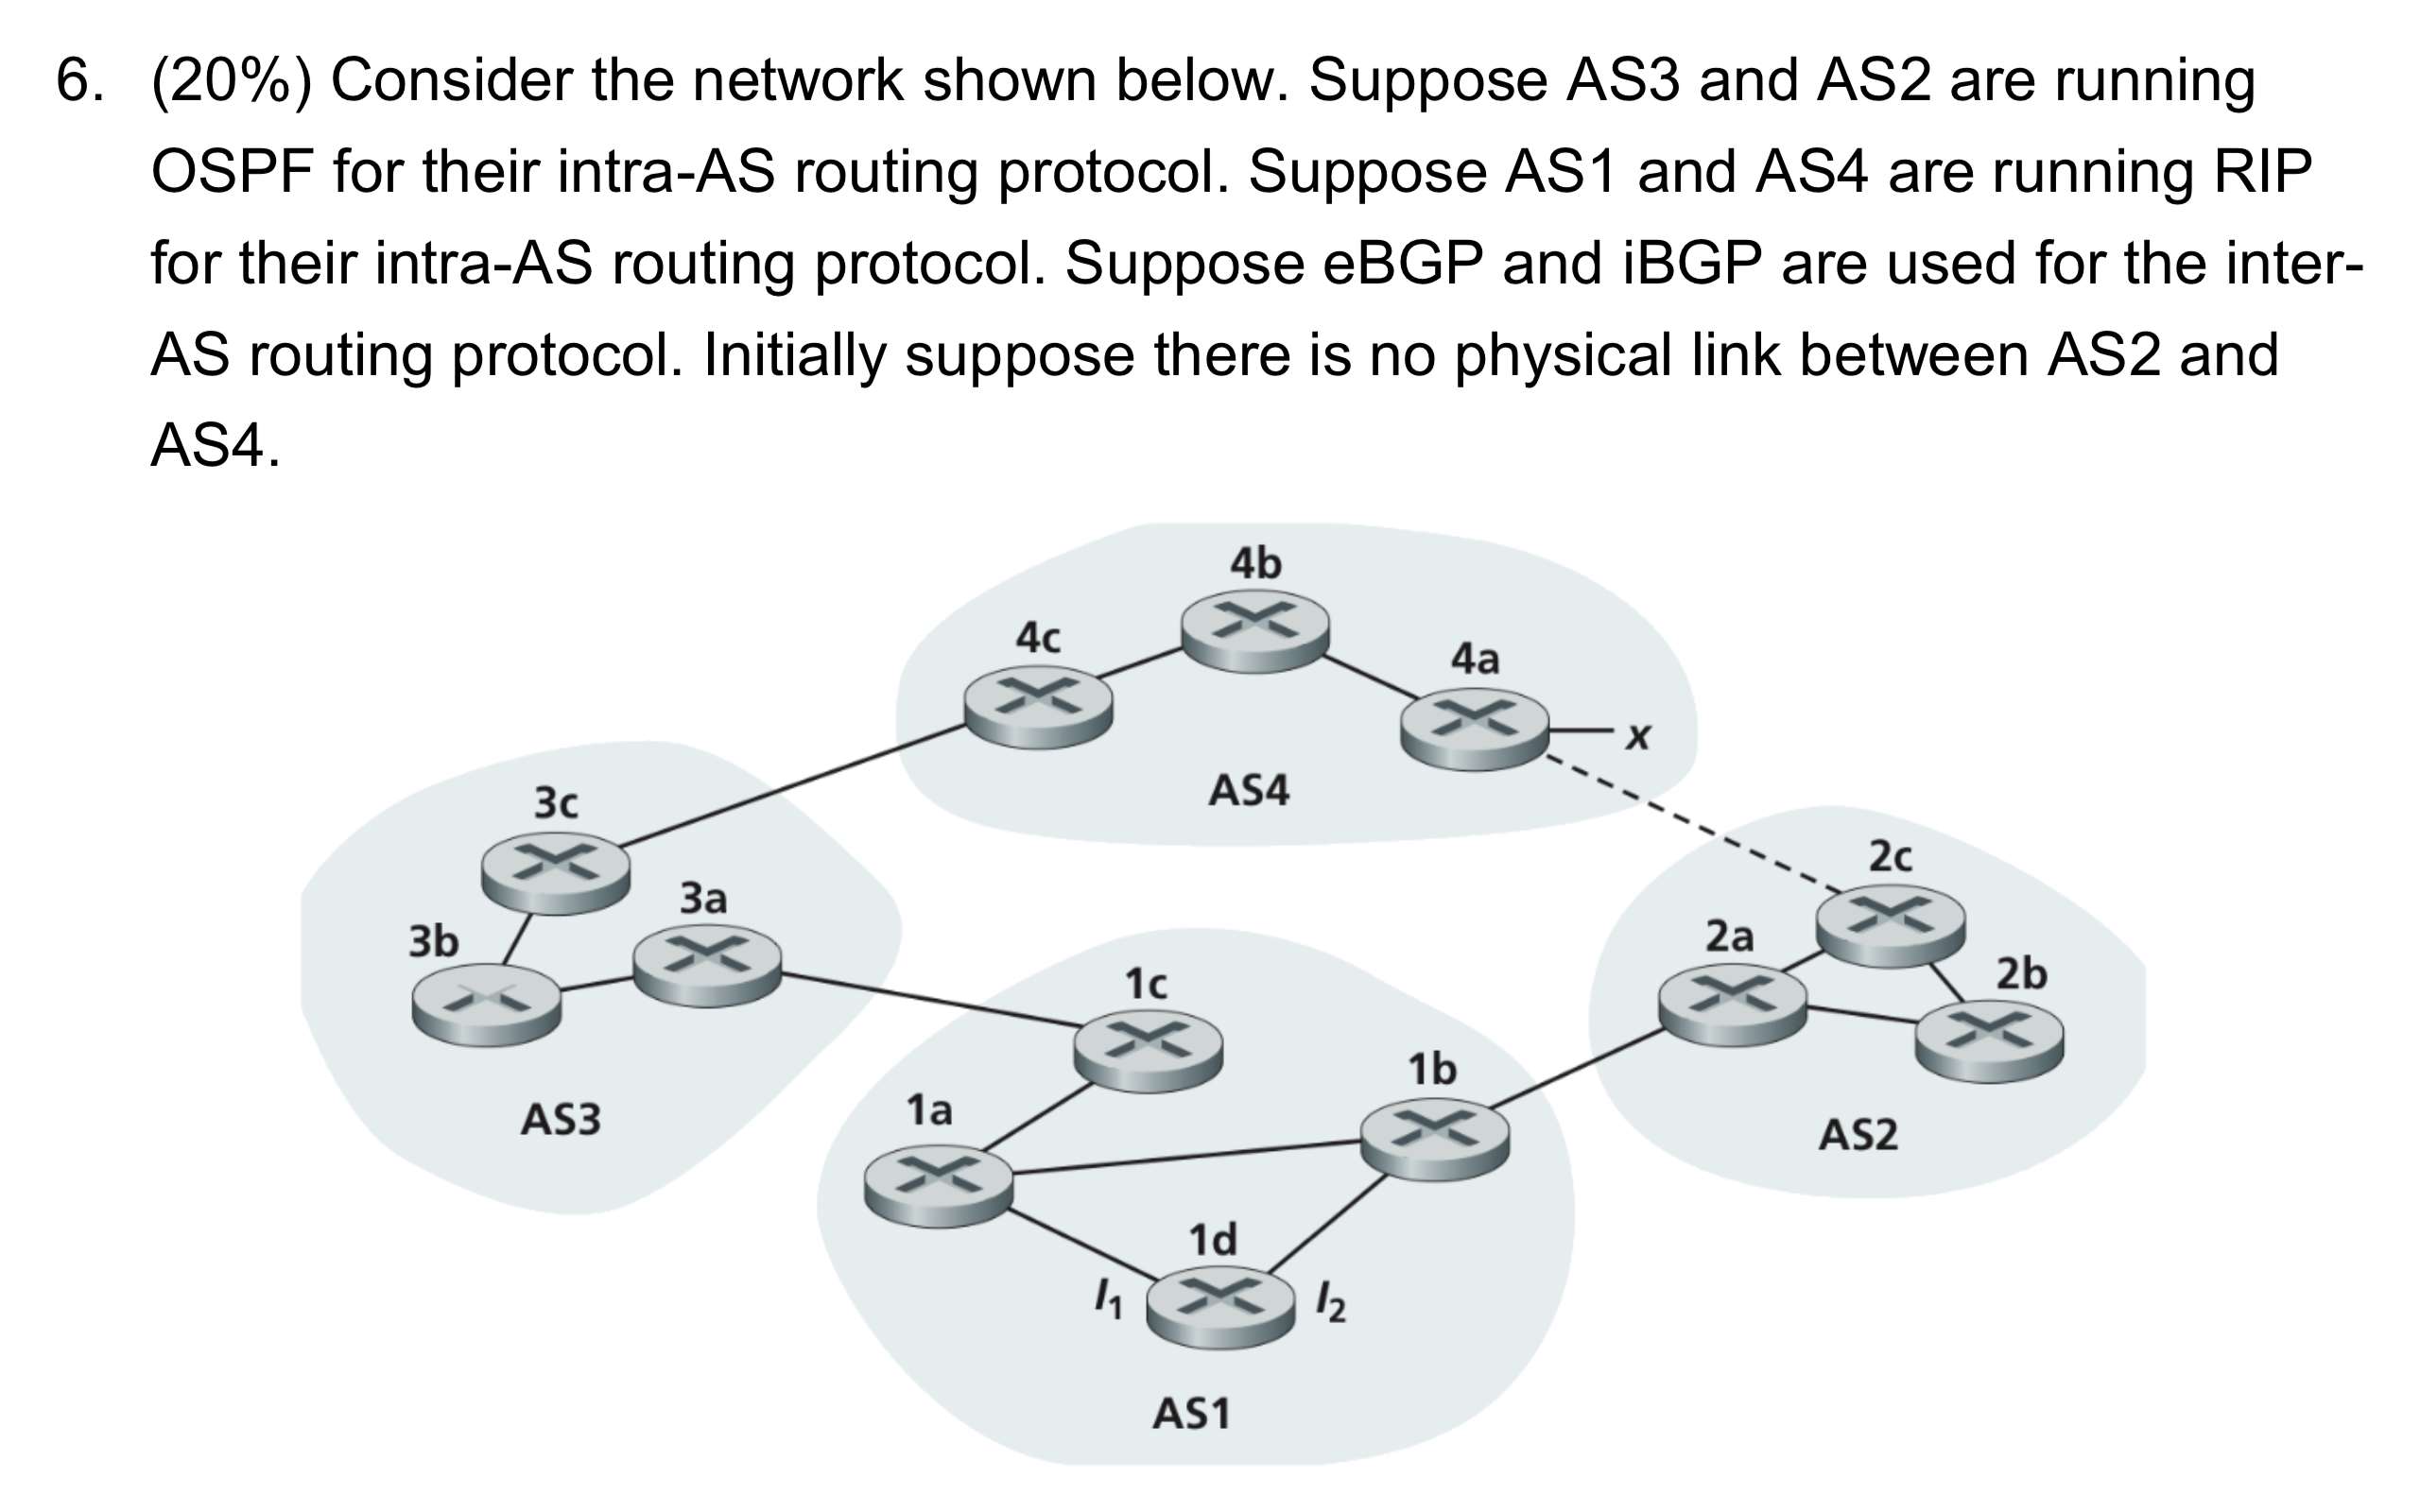 6. (20%) Consider the network shown below. Suppose AS3 and AS2 are running
OSPF for their intra-AS routing protocol. Suppose AS1 and AS4 are running RIP
for their intra-AS routing protocol. Suppose eBGP and iBGP are used for the inter-
AS routing protocol. Initially suppose there is no physical link between AS2 and
AS4.
4b
4c
4a
x
AS4
3c
3a
3b
AS3
2c
2a
2b
AS2
1c
1b
1a
1d
I1
I2
AS1